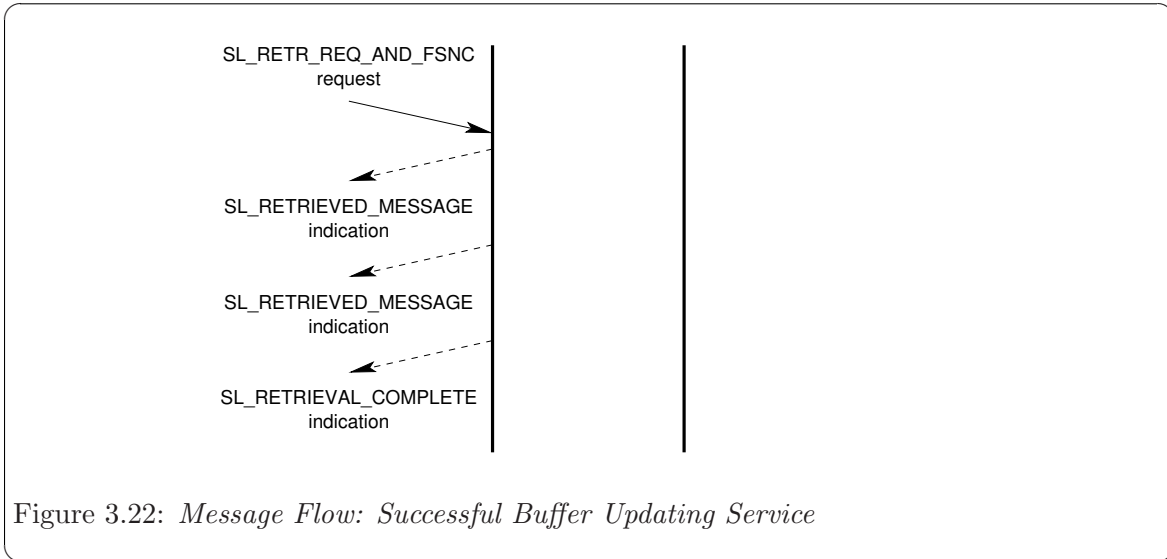 SL_RETR_REQ_AND_FSNC
request
SL_RETRIEVED_MESSAGE
indication
SL_RETRIEVED_MESSAGE
indication
SL_RETRIEVAL_COMPLETE
indication
Figure 3.22: Message Flow: Successful Buffer Updating Service